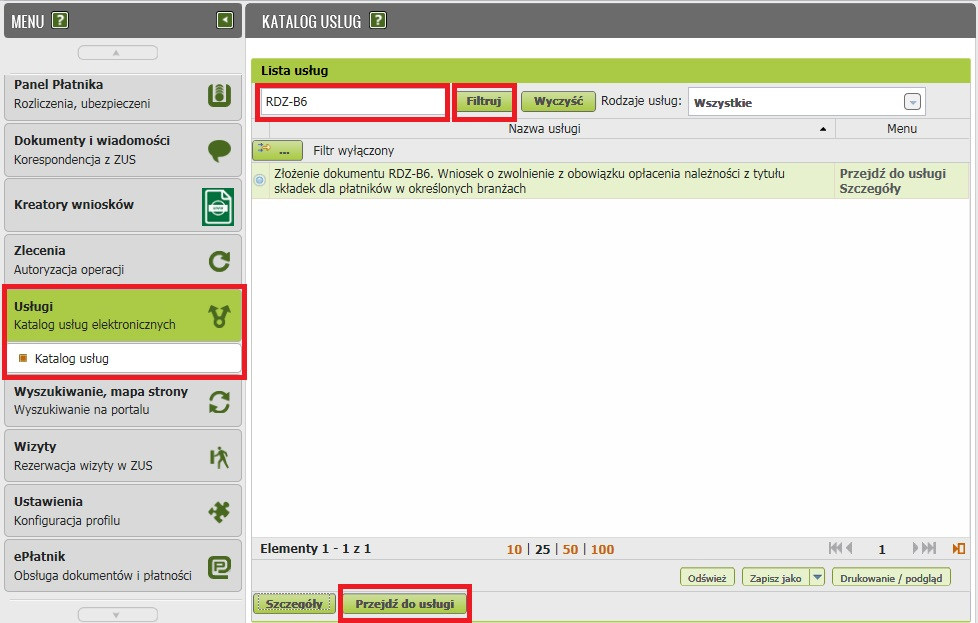 MENU ?
KATALOG USŁUG ?
Panel Płatnika
Rozliczenia, ubezpieczeni
Dokumenty i wiadomości
Korespondencja z ZUS
Kreatory wniosków
Zlecenia
Autoryzacja operacji
Usługi
Katalog usług elektronicznych
Katalog usług
Wyszukiwanie, mapa strony
Wyszukiwanie na portalu
Wizyty
Rezerwacja wizyty w ZUS
Ustawienia
Konfiguracja profilu
ePłatnik
Obsługa dokumentów i płatności
Lista usług
RDZ-B6 Filtruj Wyczyść Rodzaje usług: Wszystkie
Nazwa usługi Menu
... Filtr wyłączony
Złożenie dokumentu RDZ-B6. Wniosek o zwolnienie z obowiązku opłacenia należności z tytułu
składek dla płatników w określonych branżach
Przejdź do usługi
Szczegóły
Elementy 1 - 1 z 1 10 | 25 | 50 | 100 1
Odśwież Zapisz jako Drukowanie / podgląd
Szczegóły Przejdź do usługi